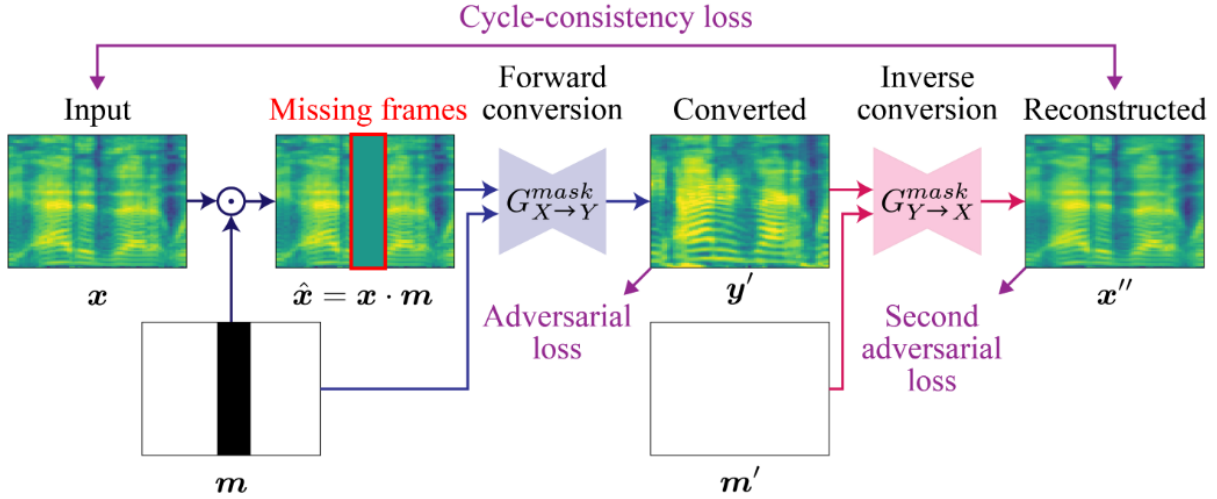 Cycle-consistency loss
Input
Missing frames
Forward
conversion
Converted
Inverse
conversion
Reconstructed
G^{mask}_{X→Y}
G^{mask}_{Y→X}
x
x̂ = x · m
y′
x′′
Adversarial
loss
Second
adversarial
loss
m
m′